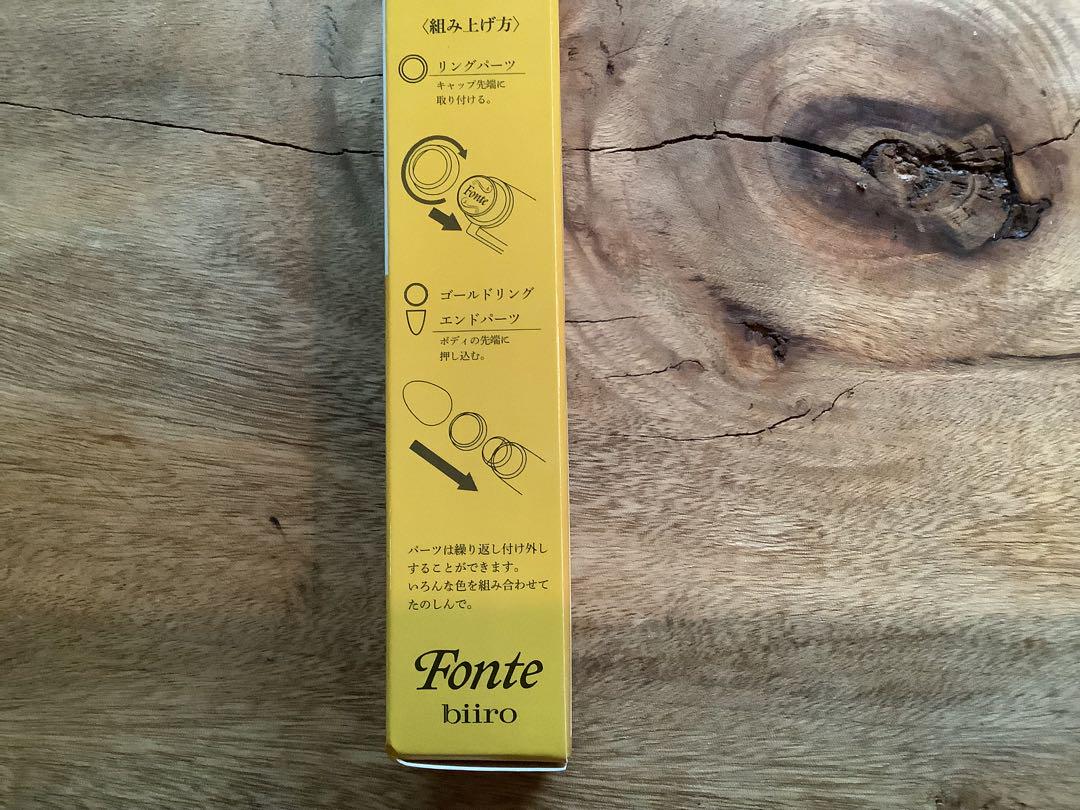 〈組み上げ方〉
リングパーツ
キャップ先端に
取り付ける。
Fonte
ゴールドリング
エンドパーツ
ボディの先端に
押し込む。
パーツは繰り返し付け外し
することができます。
いろんな色を組み合わせて
たのしんで。
Fonte
biiro